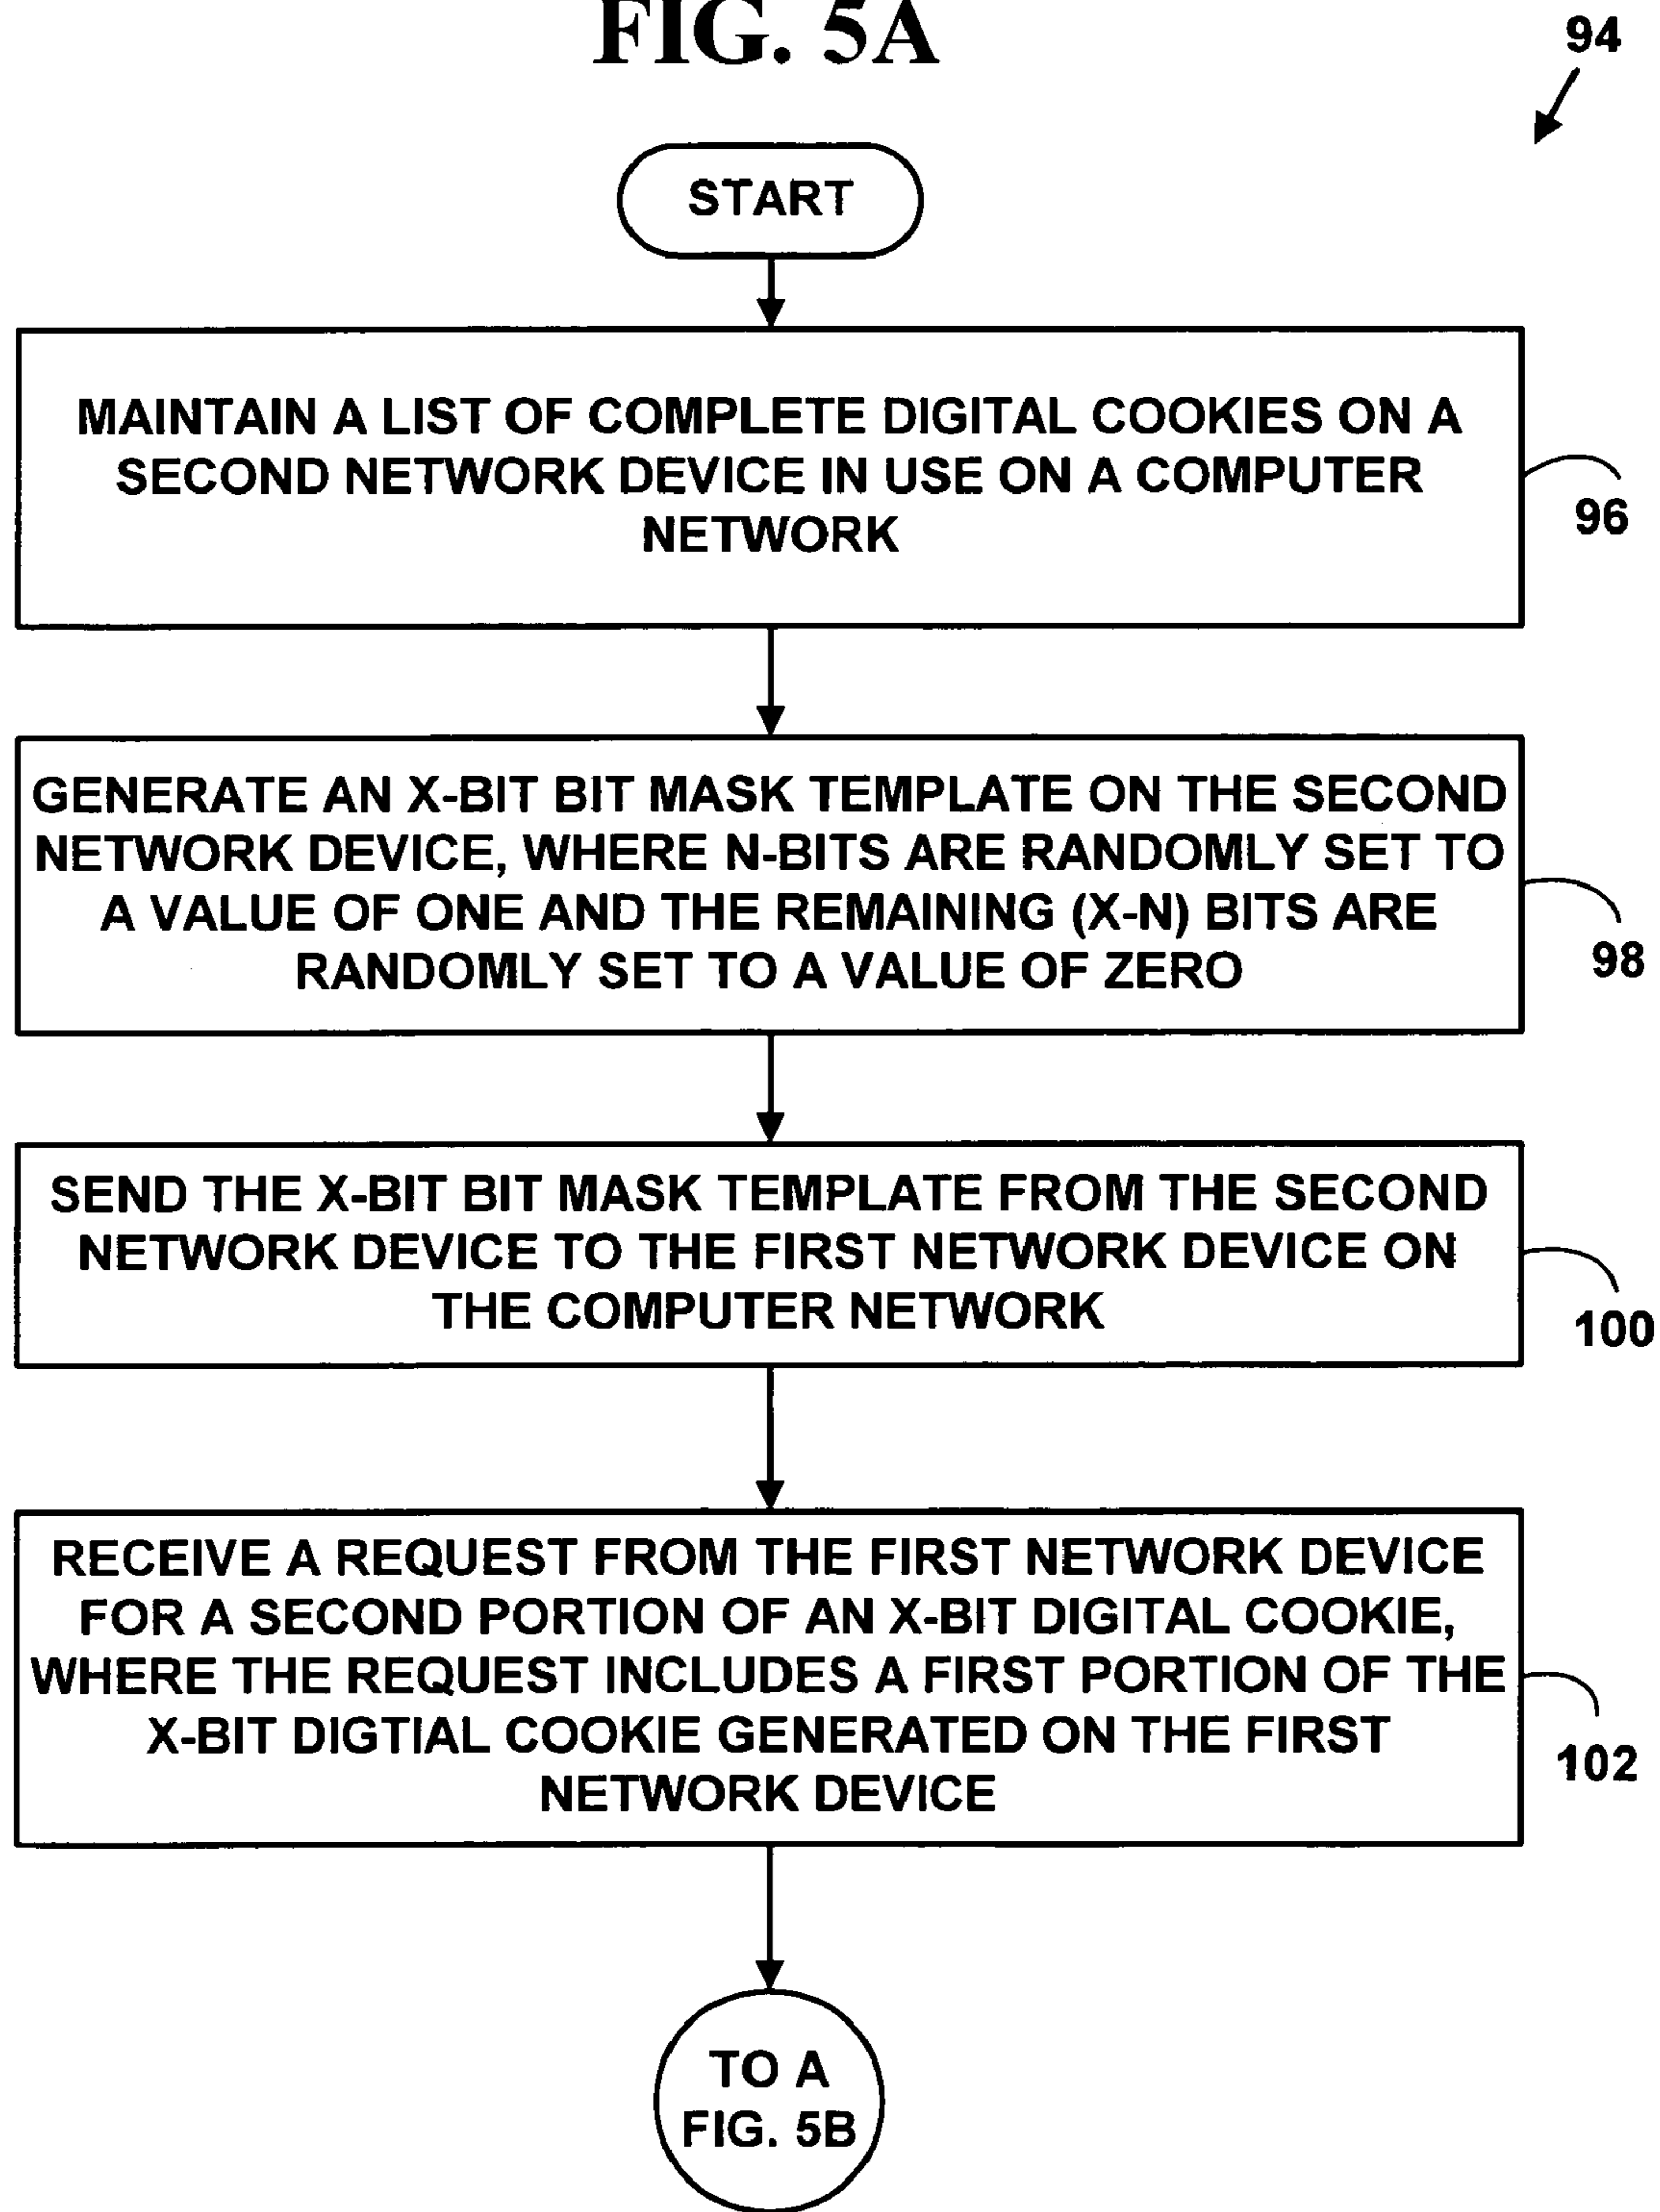 FIG. 5A
94
START
MAINTAIN A LIST OF COMPLETE DIGITAL COOKIES ON A
SECOND NETWORK DEVICE IN USE ON A COMPUTER
NETWORK
96
GENERATE AN X-BIT BIT MASK TEMPLATE ON THE SECOND
NETWORK DEVICE, WHERE N-BITS ARE RANDOMLY SET TO
A VALUE OF ONE AND THE REMAINING (X-N) BITS ARE
RANDOMLY SET TO A VALUE OF ZERO
98
SEND THE X-BIT BIT MASK TEMPLATE FROM THE SECOND
NETWORK DEVICE TO THE FIRST NETWORK DEVICE ON
THE COMPUTER NETWORK
100
RECEIVE A REQUEST FROM THE FIRST NETWORK DEVICE
FOR A SECOND PORTION OF AN X-BIT DIGITAL COOKIE,
WHERE THE REQUEST INCLUDES A FIRST PORTION OF THE
X-BIT DIGTIAL COOKIE GENERATED ON THE FIRST
NETWORK DEVICE
102
TO A
FIG. 5B